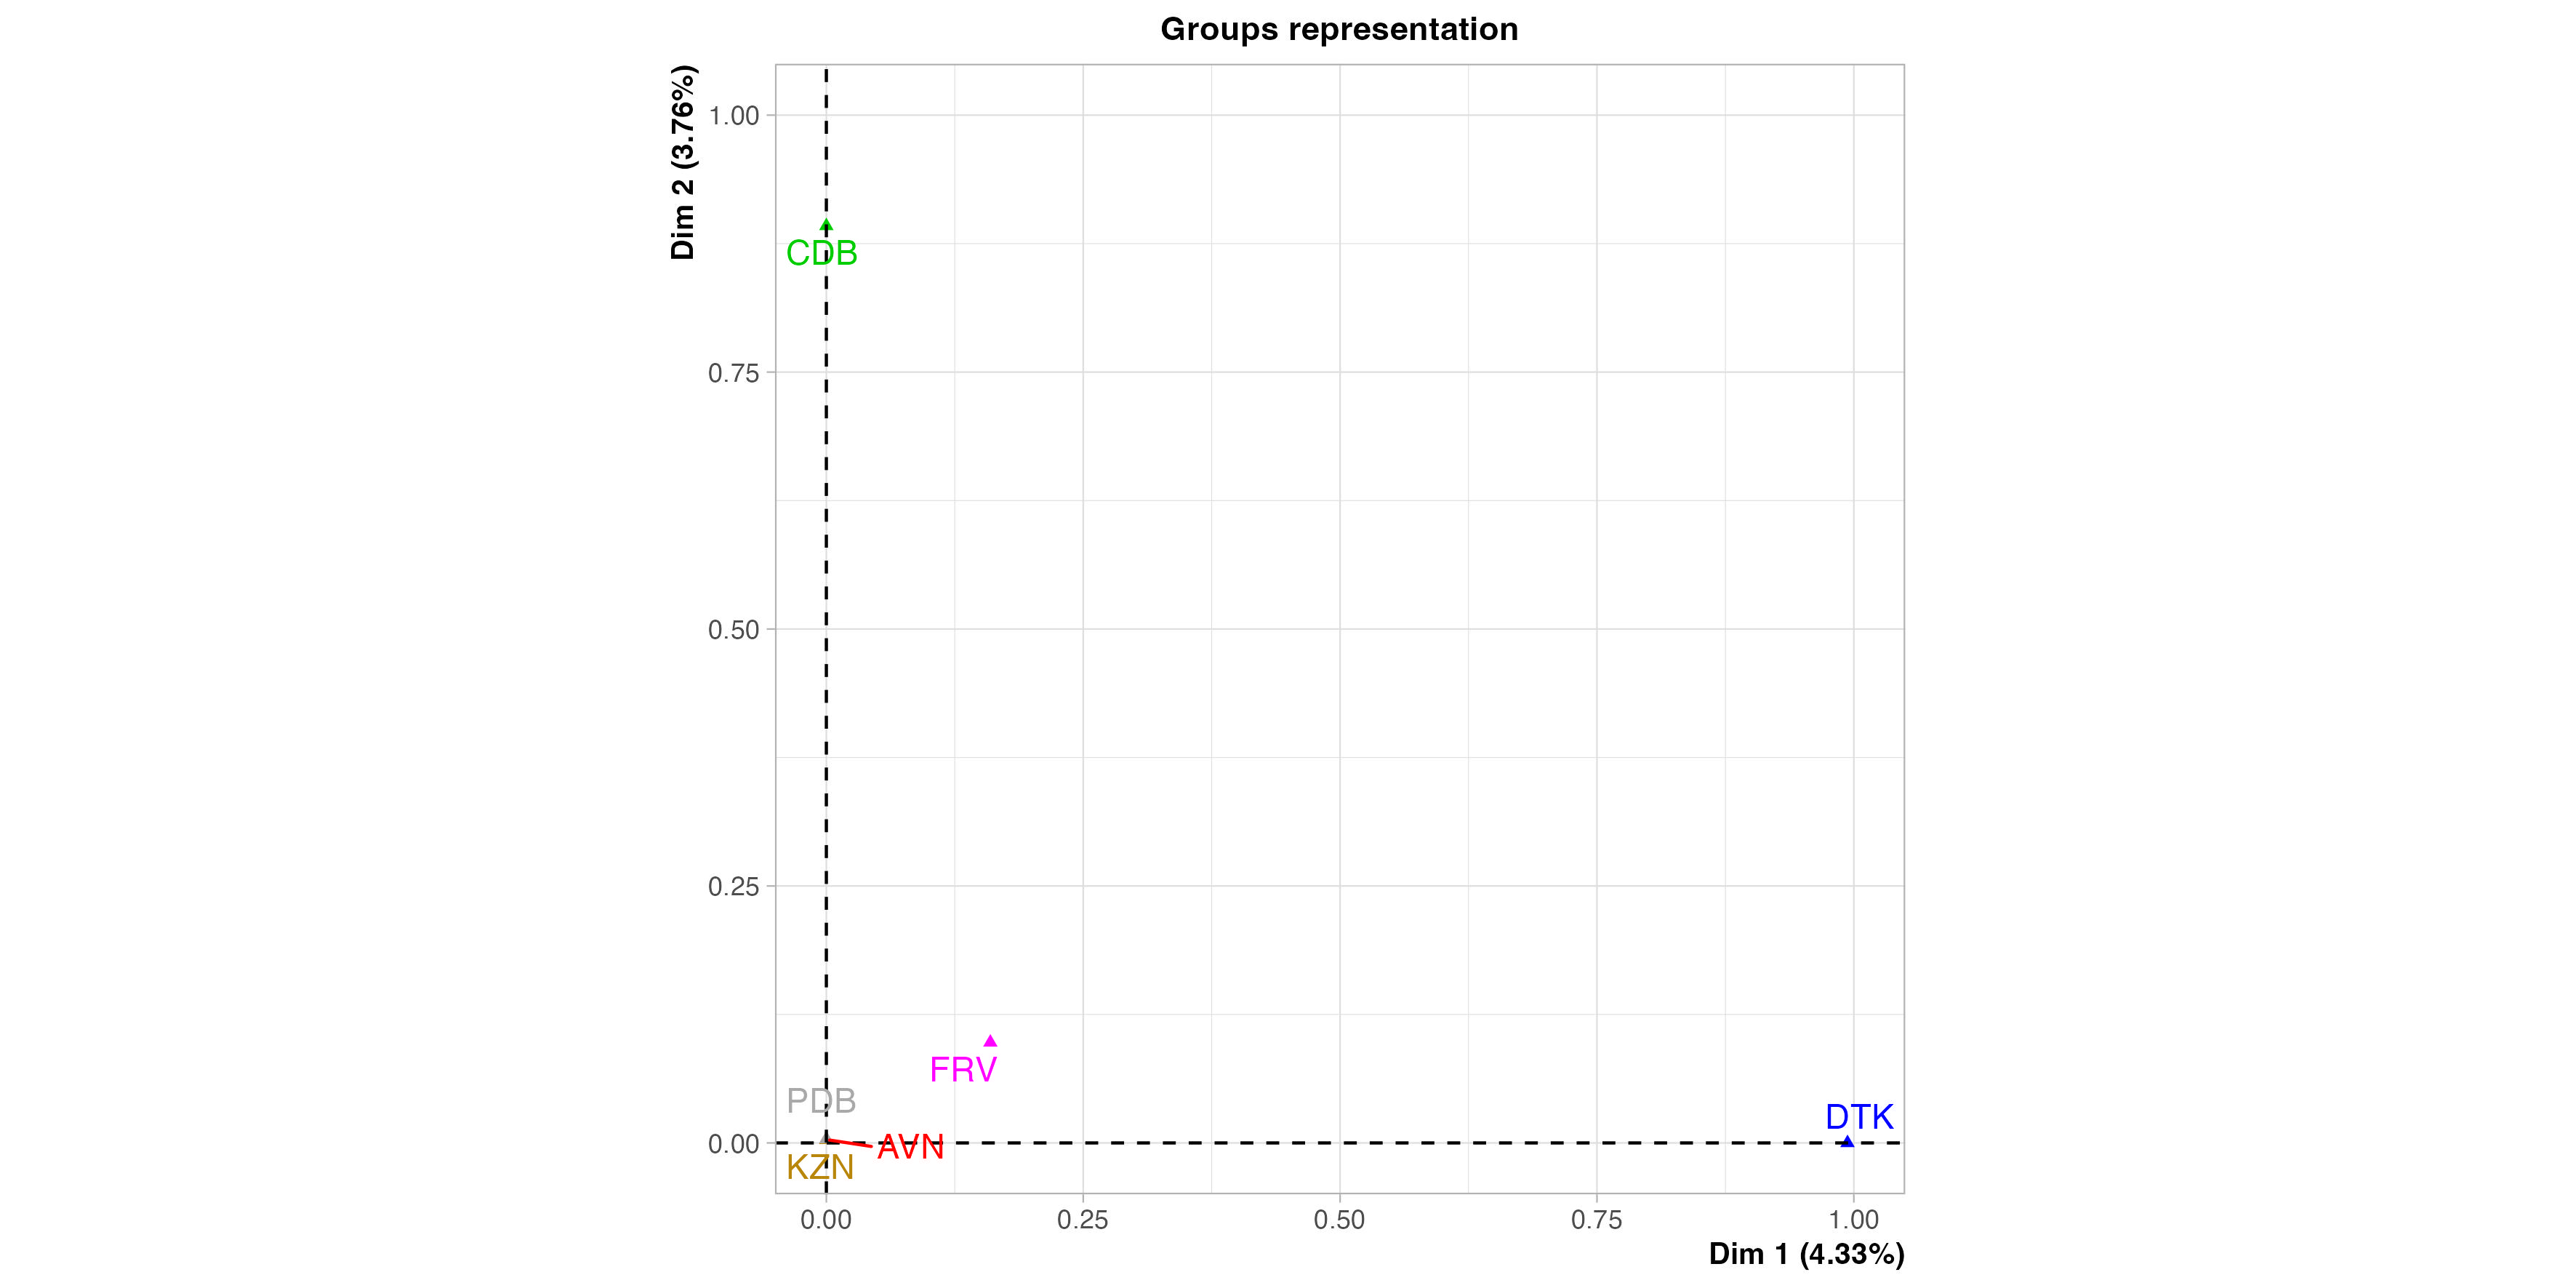 Groups representation
Dim 2 (3.76%)
1.00
CDB
0.75
0.50
0.25
FRV
PDB
DTK
0.00
AVN
KZN
0.00 0.25 0.50 0.75 1.00
Dim 1 (4.33%)